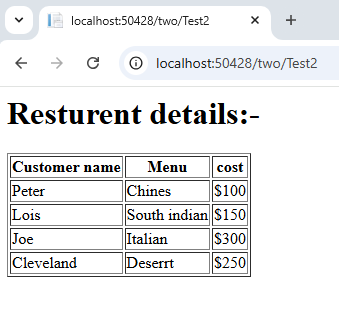 localhost:50428/two/Test2
localhost:50428/two/Test2
Resturent details:-
Customer name Menu cost
Peter Chines $100
Lois South indian $150
Joe Italian $300
Cleveland Deserrt $250